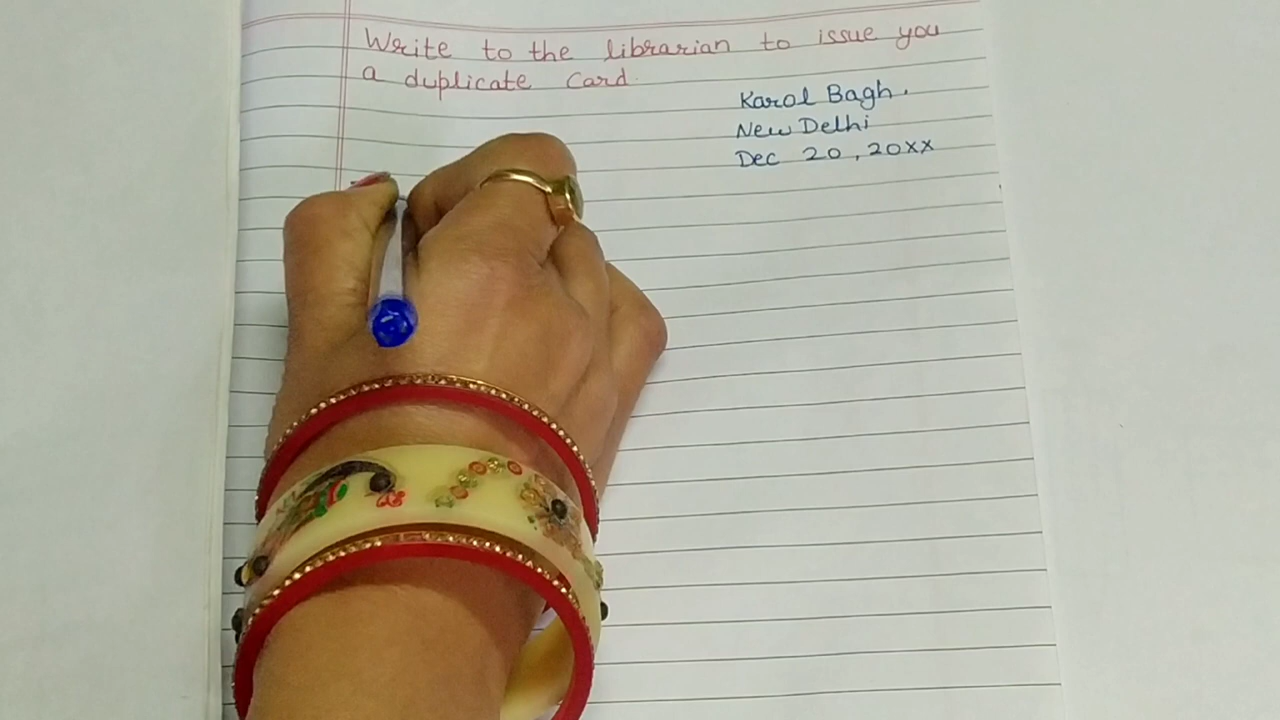 Write to the librarian to issue you
a duplicate card.
Karol Bagh,
New Delhi
Dec 20, 20xx